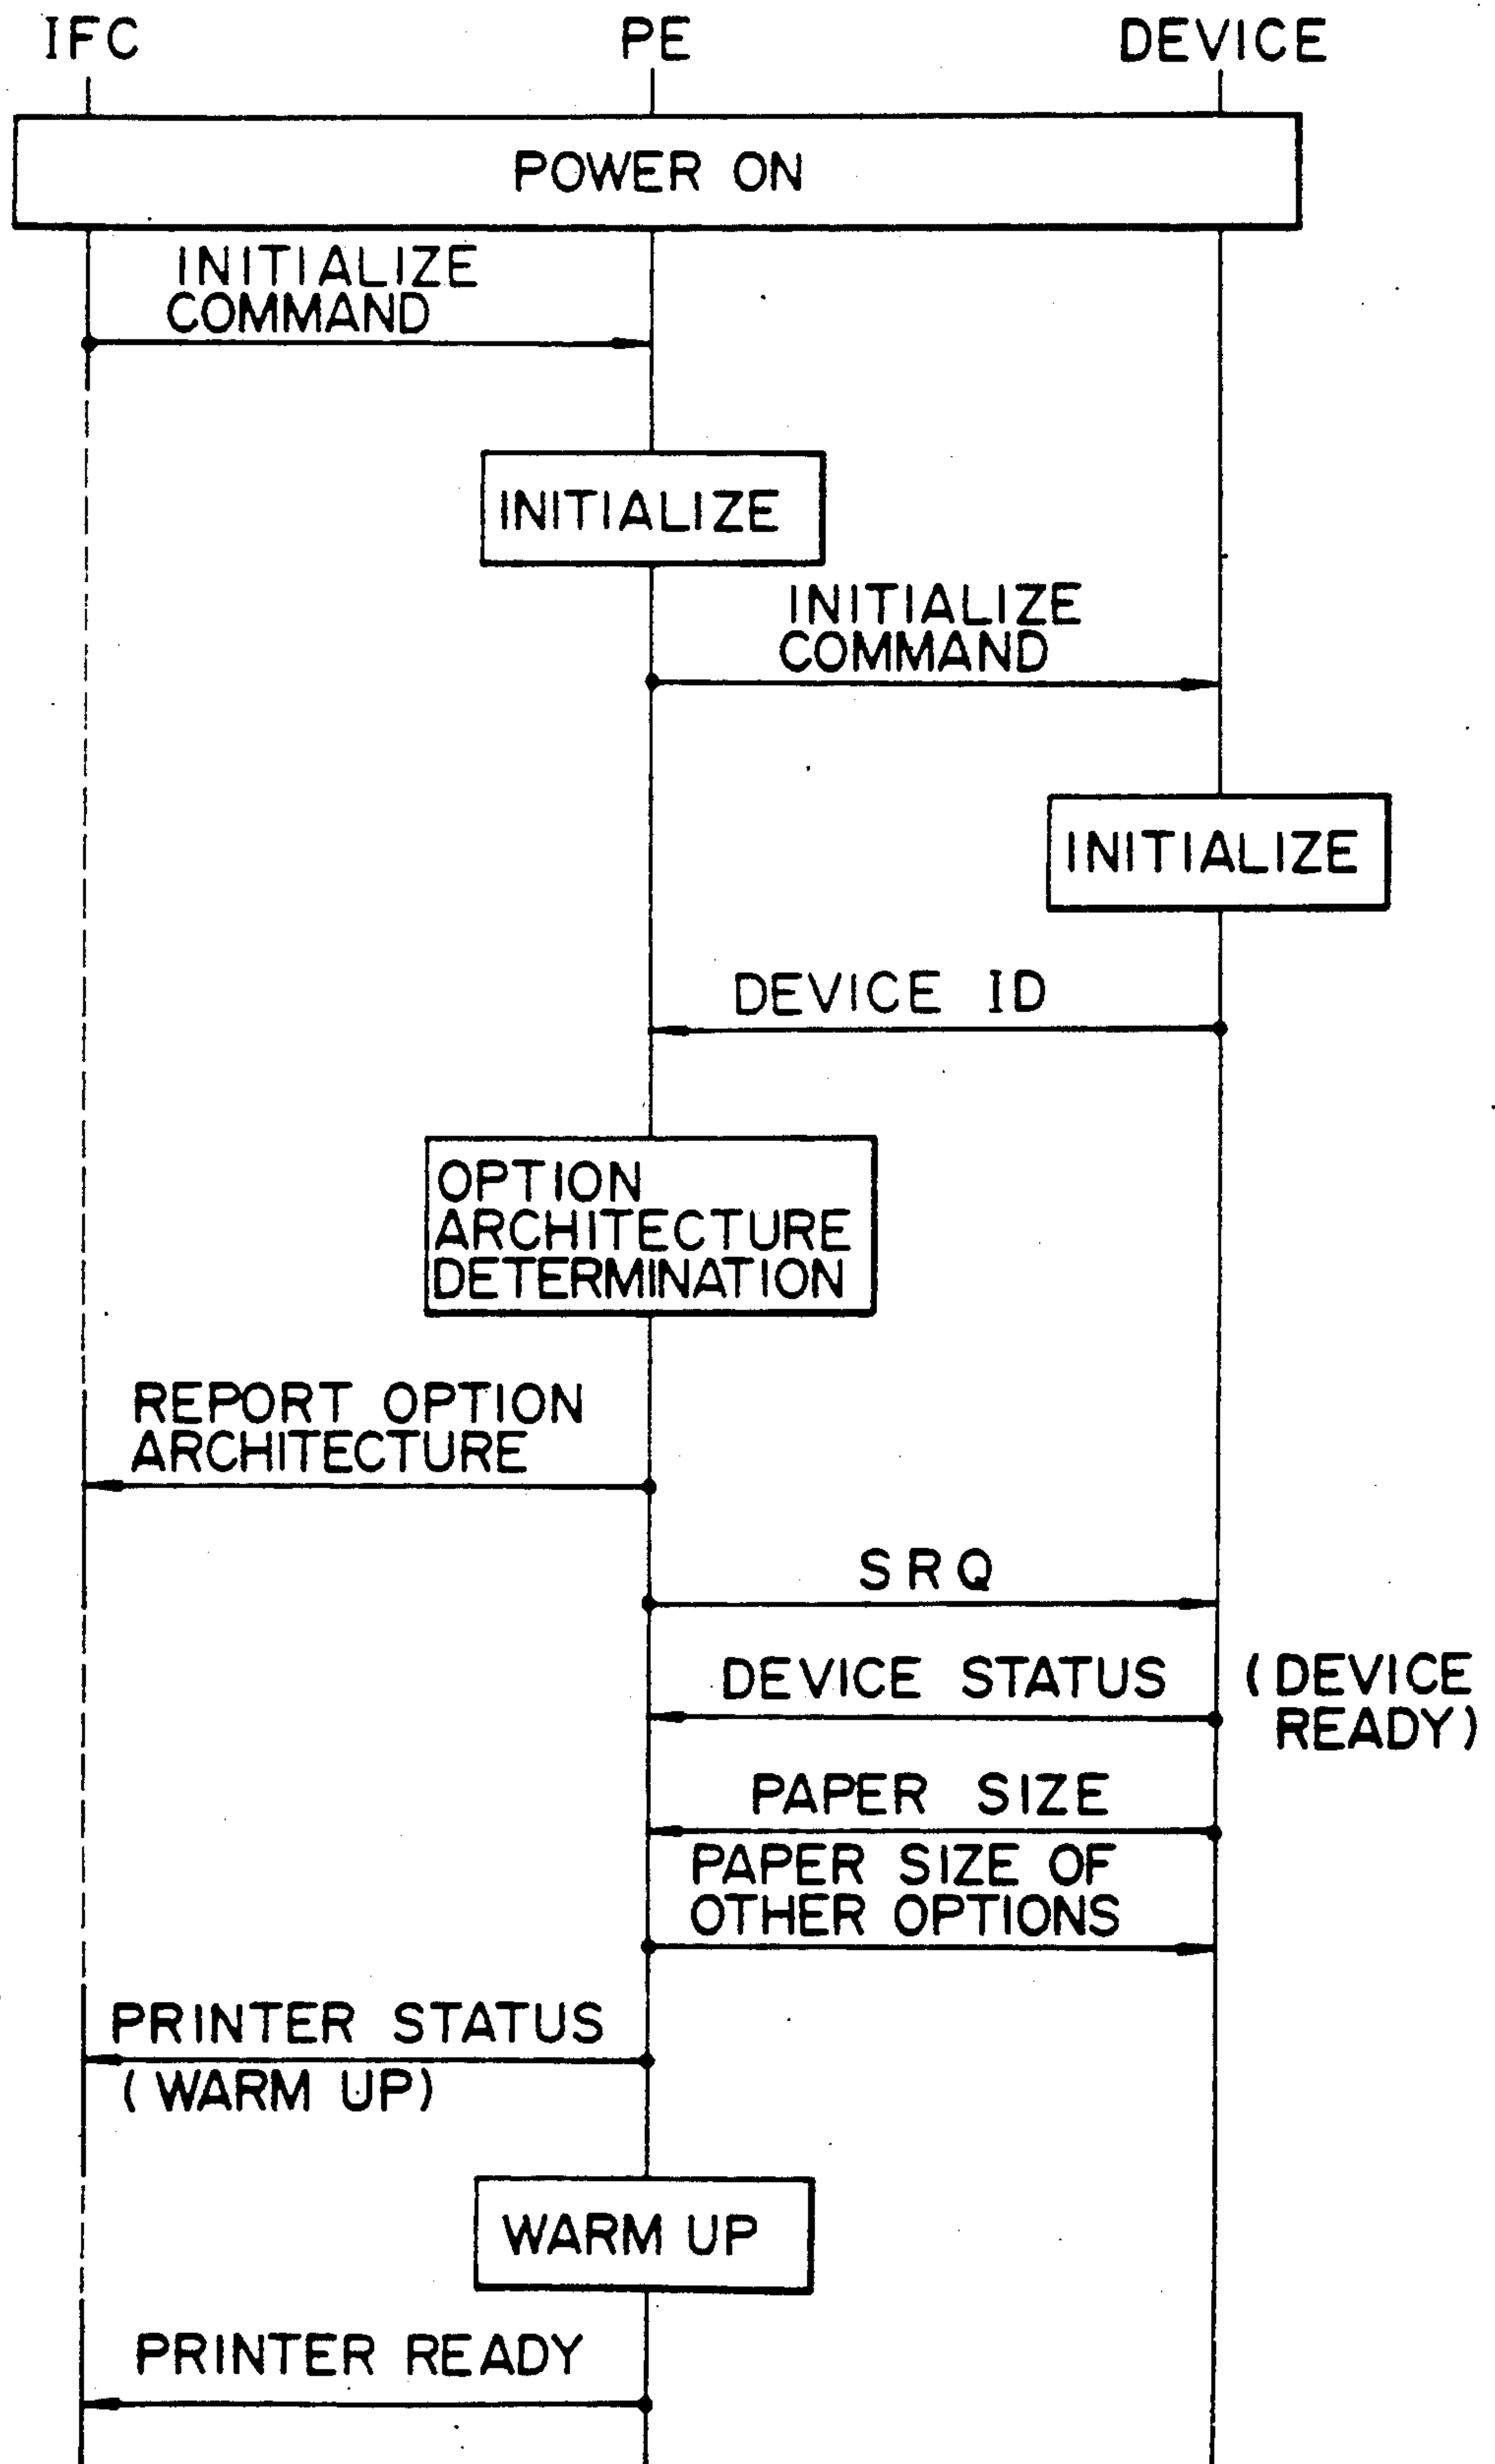 IFC PE DEVICE
POWER ON
INITIALIZE
COMMAND
INITIALIZE
INITIALIZE
COMMAND
INITIALIZE
DEVICE ID
OPTION
ARCHITECTURE
DETERMINATION
REPORT OPTION
ARCHITECTURE
SRQ
DEVICE STATUS
(DEVICE
READY)
PAPER SIZE
PAPER SIZE OF
OTHER OPTIONS
PRINTER STATUS
(WARM UP)
WARM UP
PRINTER READY